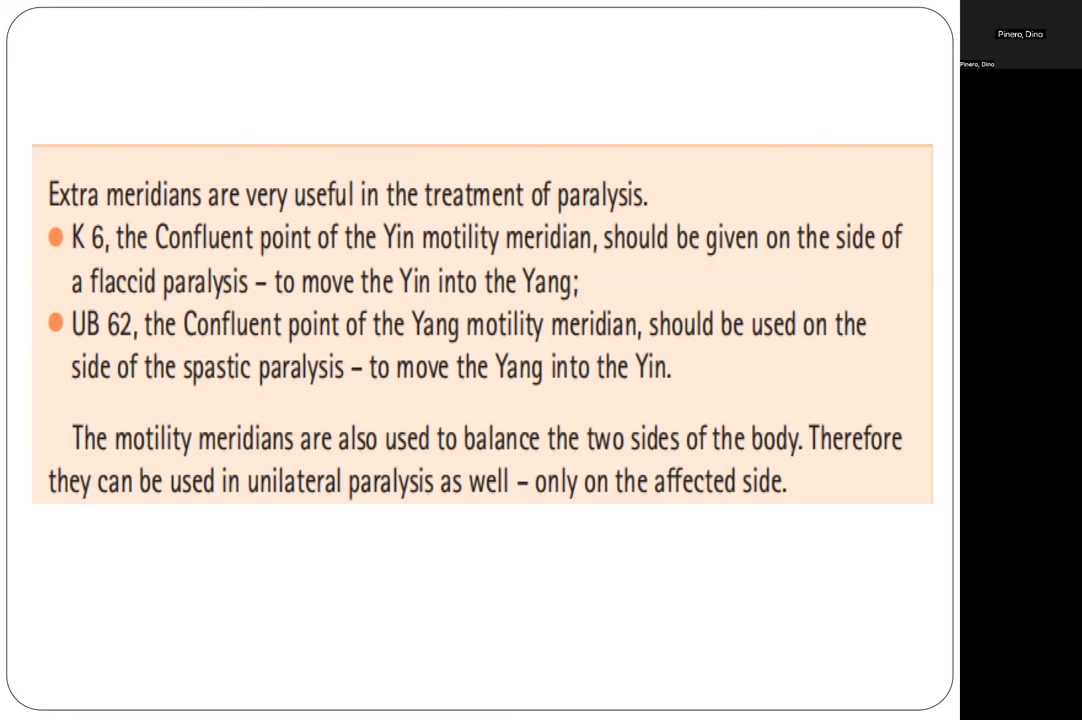 Extra meridians are very useful in the treatment of paralysis.
● K 6, the Confluent point of the Yin motility meridian, should be given on the side of
a flaccid paralysis – to move the Yin into the Yang;
● UB 62, the Confluent point of the Yang motility meridian, should be used on the
side of the spastic paralysis – to move the Yang into the Yin.
The motility meridians are also used to balance the two sides of the body. Therefore
they can be used in unilateral paralysis as well – only on the affected side.
Pinero, Dino
Pinero, Dino